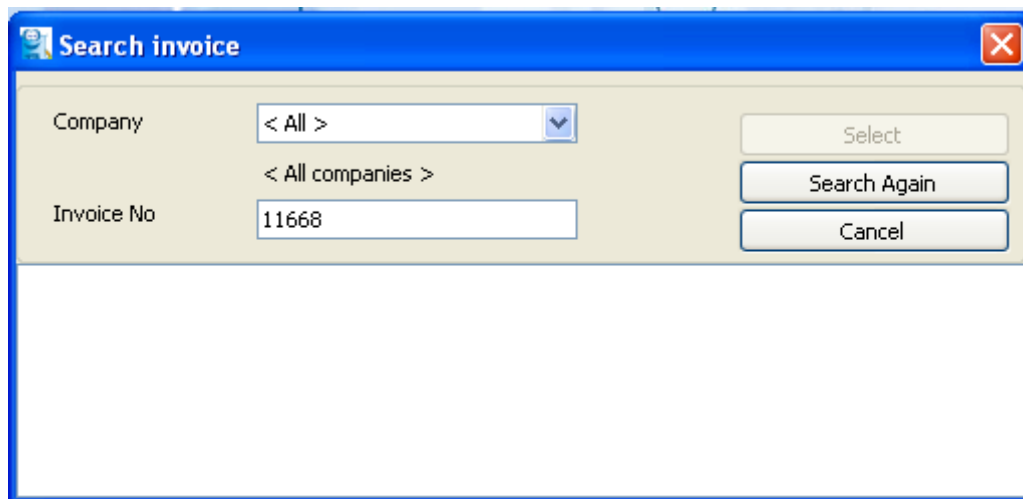 Search invoice
Company
< All >
Select
< All companies >
Search Again
Invoice No
11668
Cancel